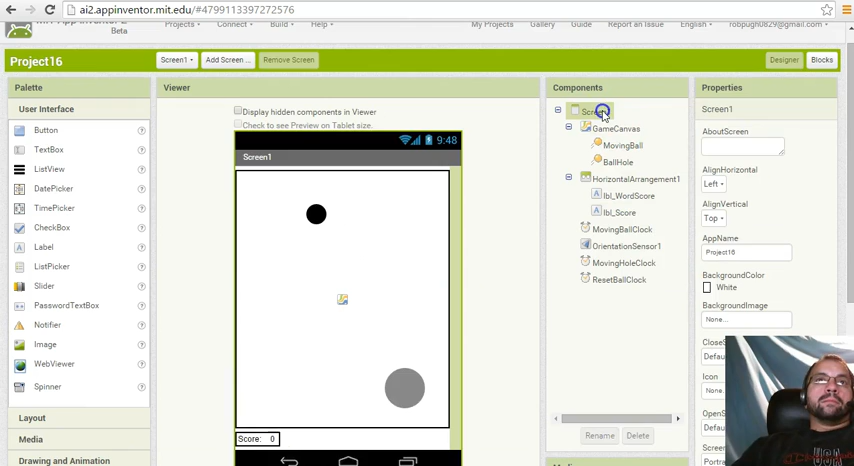 ai2.appinventor.mit.edu/#4799113397272576
Beta
Projects
Connect
Build
Help
My Projects
Gallery
Guide
Report an Issue
English
robpugh0829@gmail.com
Project16
Screen1
Add Screen ...
Remove Screen
Designer
Blocks
Palette
User Interface
Button
TextBox
ListView
DatePicker
TimePicker
CheckBox
Label
ListPicker
Slider
PasswordTextBox
Notifier
Image
WebViewer
Spinner
Layout
Media
Drawing and Animation
Viewer
Display hidden components in Viewer
Check to see Preview on Tablet size.
9:48
Screen1
Score: 0
Components
GameCanvas
MovingBall
BallHole
HorizontalArrangement1
lbl_WordScore
lbl_Score
MovingBallClock
OrientationSensor1
MovingHoleClock
ResetBallClock
Rename
Delete
Properties
Screen1
AboutScreen
AlignHorizontal
Left
AlignVertical
Top
AppName
Project16
BackgroundColor
White
BackgroundImage
None...
Icon
None...
USA